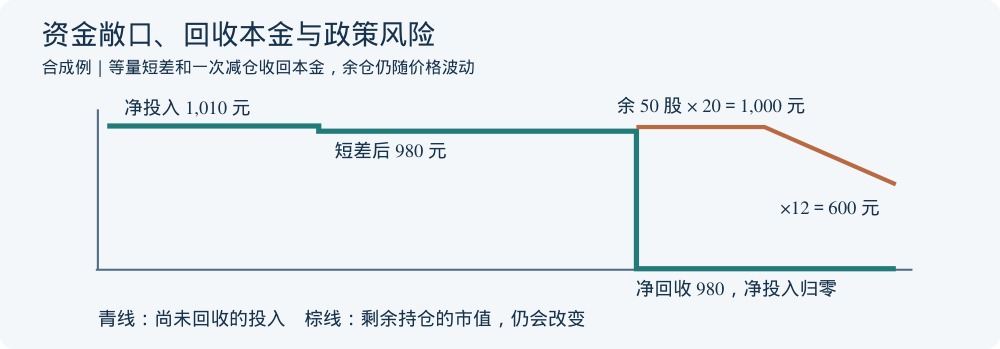 资金敞口、回收本金与政策风险
合成例｜等量短差和一次减仓收回本金，余仓仍随价格波动
净投入 1,010 元
余 50 股 × 20 = 1,000 元
短差后 980 元
×12 = 600 元
净回收 980，净投入归零
青线：尚未回收的投入　棕线：剩余持仓的市值，仍会改变